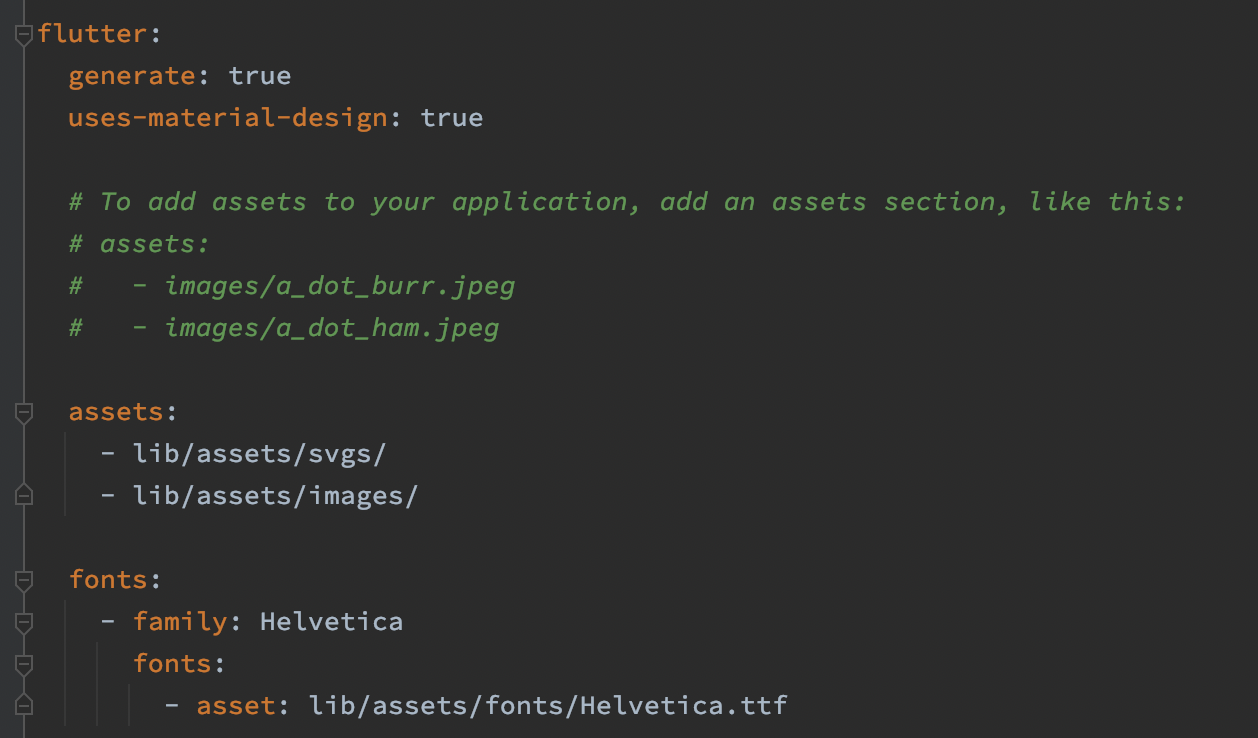 flutter:
  generate: true
  uses-material-design: true

  # To add assets to your application, add an assets section, like this:
  # assets:
  #   - images/a_dot_burr.jpeg
  #   - images/a_dot_ham.jpeg

  assets:
    - lib/assets/svgs/
    - lib/assets/images/

  fonts:
    - family: Helvetica
      fonts:
        - asset: lib/assets/fonts/Helvetica.ttf